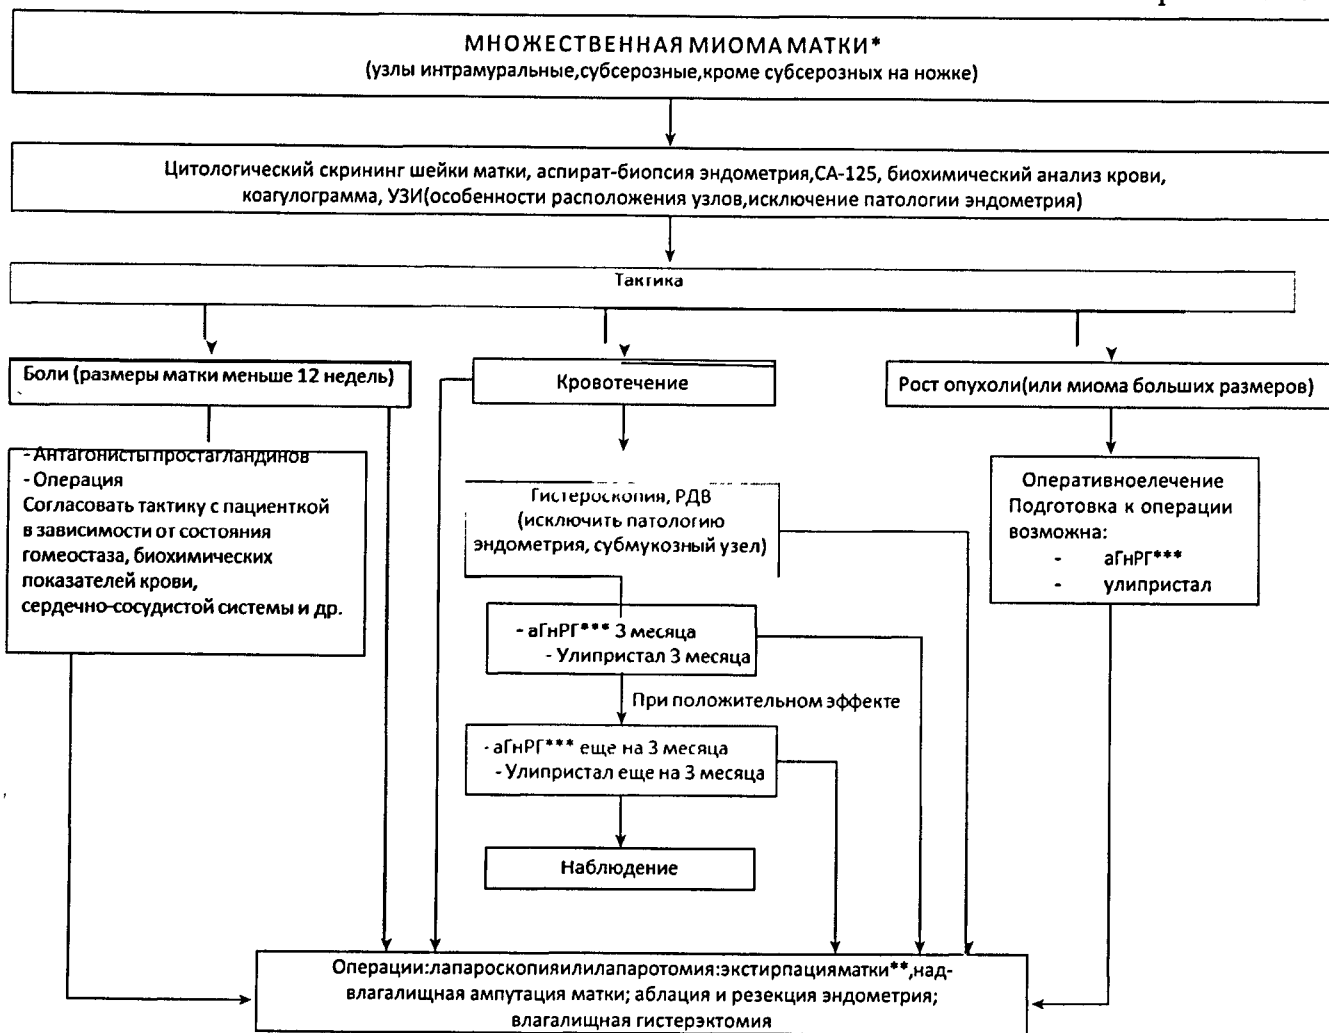 МНОЖЕСТВЕННАЯ МИОМА МАТКИ*
(узлы интрамуральные,субсерозные,кроме субсерозных на ножке)
Цитологический скрининг шейки матки, аспират-биопсия эндометрия,СА-125, биохимический анализ крови,
коагулограмма, УЗИ(особенности расположения узлов,исключение патологии эндометрия)
Тактика
Боли (размеры матки меньше 12 недель)
Кровотечение
Рост опухоли(или миома больших размеров)
- Антагонисты простагландинов
- Операция
Согласовать тактику с пациенткой
в зависимости от состояния
гомеостаза, биохимических
показателей крови,
сердечно-сосудистой системы и др.
Гистероскопия, РДВ
(исключить патологию
эндометрия, субмукозный узел)
- аГнРГ*** 3 месяца
- Улипристал 3 месяца
При положительном эффекте
- аГнРГ*** еще на 3 месяца
- Улипристал еще на 3 месяца
Наблюдение
Оперативноелечение
Подготовка к операции
возможна:
- аГнРГ***
- улипристал
Операции:лапароскопияилилапаротомия:экстирпацияматки**,над-
влагалищная ампутация матки; аблация и резекция эндометрия;
влагалищная гистерэктомия